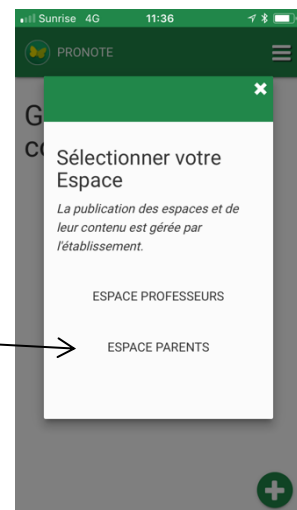 Sunrise 4G 11:36
PRONOTE
G
co
Sélectionner votre
Espace
La publication des espaces et de
leur contenu est gérée par
l'établissement.
ESPACE PROFESSEURS
ESPACE PARENTS